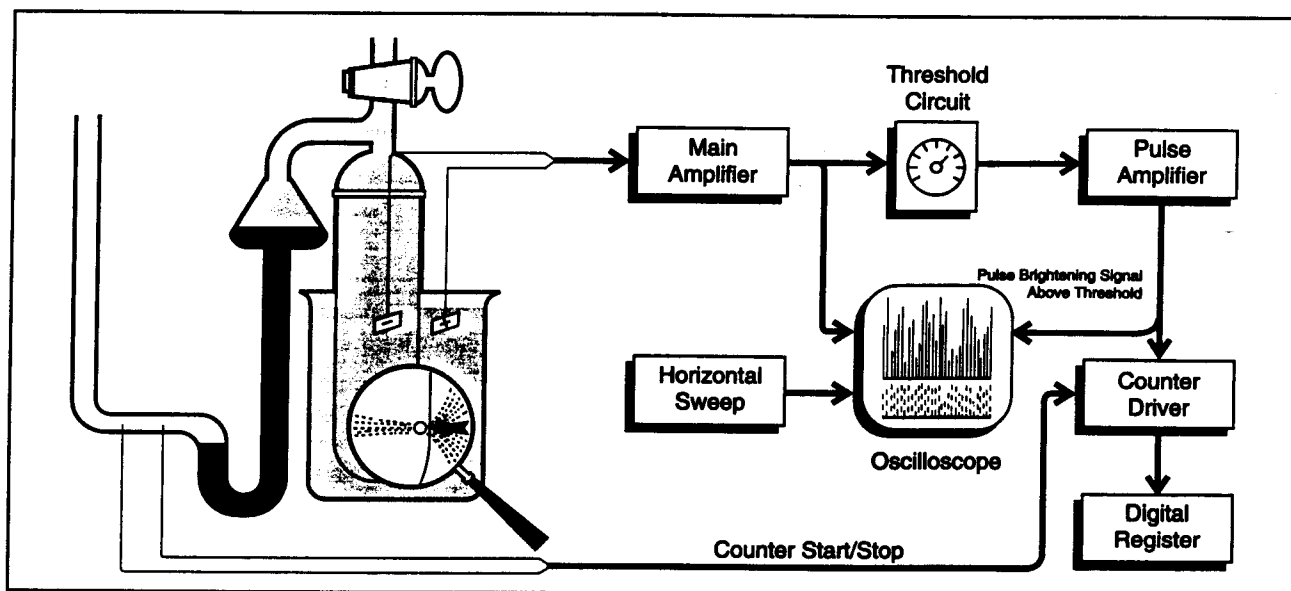 Threshold
Circuit
Main
Amplifier
Pulse
Amplifier
Pulse Brightening Signal
Above Threshold
Horizontal
Sweep
Counter
Driver
Oscilloscope
Digital
Register
Counter Start/Stop